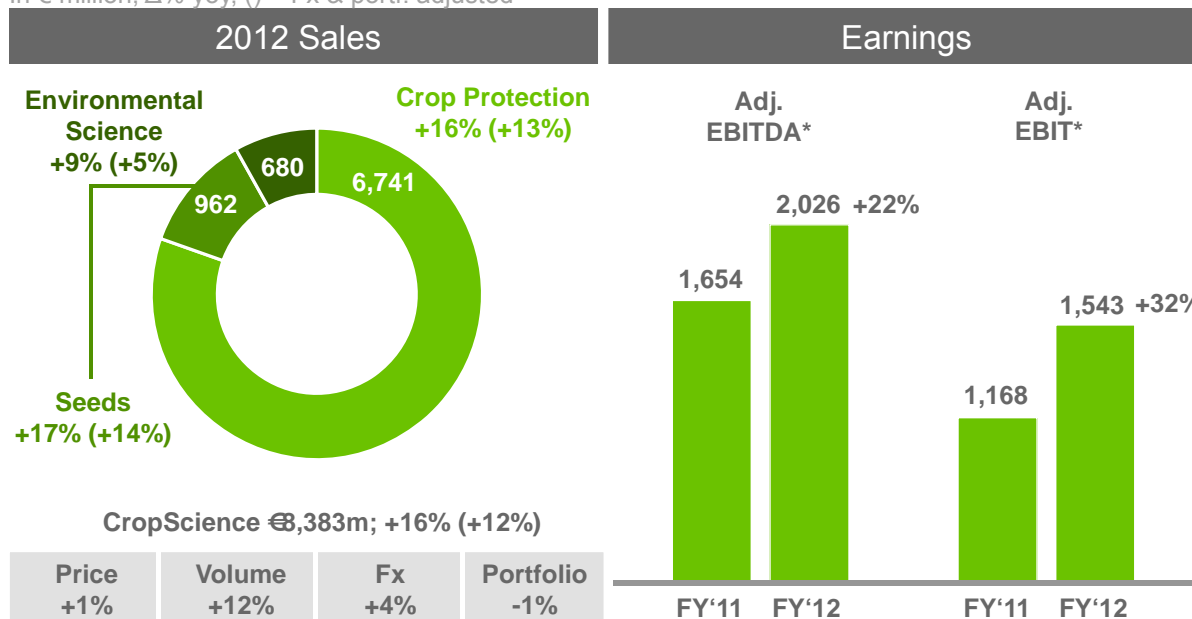 2012 Sales
Environmental
Science
+9% (+5%)
Crop Protection
+16% (+13%)
680
6,741
962
Seeds
+17% (+14%)
CropScience €8,383m; +16% (+12%)
Price
+1%
Volume
+12%
Fx
+4%
Portfolio
-1%
Earnings
Adj.
EBITDA*
Adj.
EBIT*
2,026 +22%
1,654
1,543 +32%
1,168
FY‘11 FY‘12
FY‘11 FY‘12